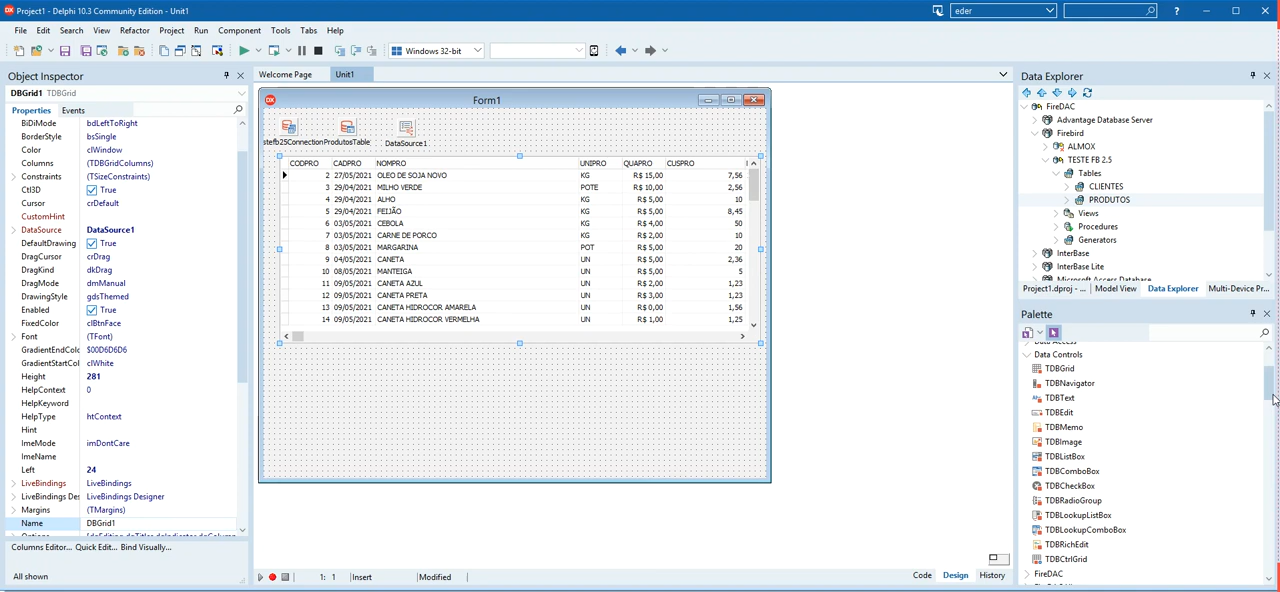 Project1 - Delphi 10.3 Community Edition - Unit1
eder
File Edit Search View Refactor Project Run Component Tools Tabs Help
Windows 32-bit
Object Inspector
DBGrid1 TDBGrid
Properties Events
BiDiMode bdLeftToRight
BorderStyle bsSingle
Color clWindow
Columns (TDBGridColumns)
Constraints (TSizeConstraints)
Ctl3D True
Cursor crDefault
CustomHint
DataSource DataSource1
DefaultDrawing True
DragCursor crDrag
DragKind dkDrag
DragMode dmManual
DrawingStyle gdsThemed
Enabled True
FixedColor clBtnFace
Font (TFont)
GradientEndCol $00D6D6D6
GradientStartCol clWhite
Height 281
HelpContext 0
HelpKeyword
HelpType htContext
Hint
ImeMode imDontCare
ImeName
Left 24
LiveBindings LiveBindings
LiveBindings Des LiveBindings Designer
Margins (TMargins)
Name DBGrid1
Columns Editor... Quick Edit... Bind Visually...
All shown
Welcome Page Unit1
Form1
stefb25Connection ProdutosTable DataSource1
CODPRO CADPRO NOMPRO UNIPRO QUAPRO CUSPRO
2 27/05/2021 OLEO DE SOJA NOVO KG R$ 15,00 7,56
3 29/04/2021 MILHO VERDE POTE R$ 10,00 2,56
4 29/04/2021 ALHO KG R$ 5,00 10
5 29/04/2021 FEIJÃO KG R$ 5,00 8,45
6 03/05/2021 CEBOLA KG R$ 4,00 50
7 03/05/2021 CARNE DE PORCO KG R$ 2,00 10
8 03/05/2021 MARGARINA POT R$ 5,00 20
9 04/05/2021 CANETA UN R$ 5,00 2,36
10 08/05/2021 MANTEIGA UN R$ 5,00 5
11 09/05/2021 CANETA AZUL UN R$ 2,00 1,23
12 09/05/2021 CANETA PRETA UN R$ 3,00 1,23
13 09/05/2021 CANETA HIDROCOR AMARELA UN R$ 0,00 1,56
14 09/05/2021 CANETA HIDROCOR VERMELHA UN R$ 1,00 1,25
1: 1 Insert Modified
Code Design History
Data Explorer
FireDAC
Advantage Database Server
Firebird
ALMOX
TESTE FB 2.5
Tables
CLIENTES
PRODUTOS
Views
Procedures
Generators
InterBase
InterBase Lite
Project1.dproj - ... Model View Data Explorer Multi-Device Pr...
Palette
Data Controls
TDBGrid
TDBNavigator
TDBText
TDBEdit
TDBMemo
TDBImage
TDBListBox
TDBComboBox
TDBCheckBox
TDBRadioGroup
TDBLookupListBox
TDBLookupComboBox
TDBRichEdit
TDBCtrlGrid
FireDAC